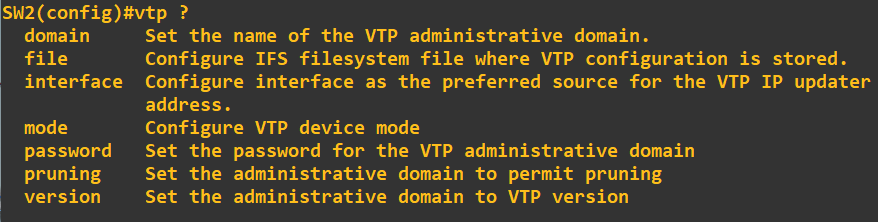 SW2(config)#vtp ?
  domain     Set the name of the VTP administrative domain.
  file       Configure IFS filesystem file where VTP configuration is stored.
  interface  Configure interface as the preferred source for the VTP IP updater
             address.
  mode       Configure VTP device mode
  password   Set the password for the VTP administrative domain
  pruning    Set the administrative domain to permit pruning
  version    Set the administrative domain to VTP version